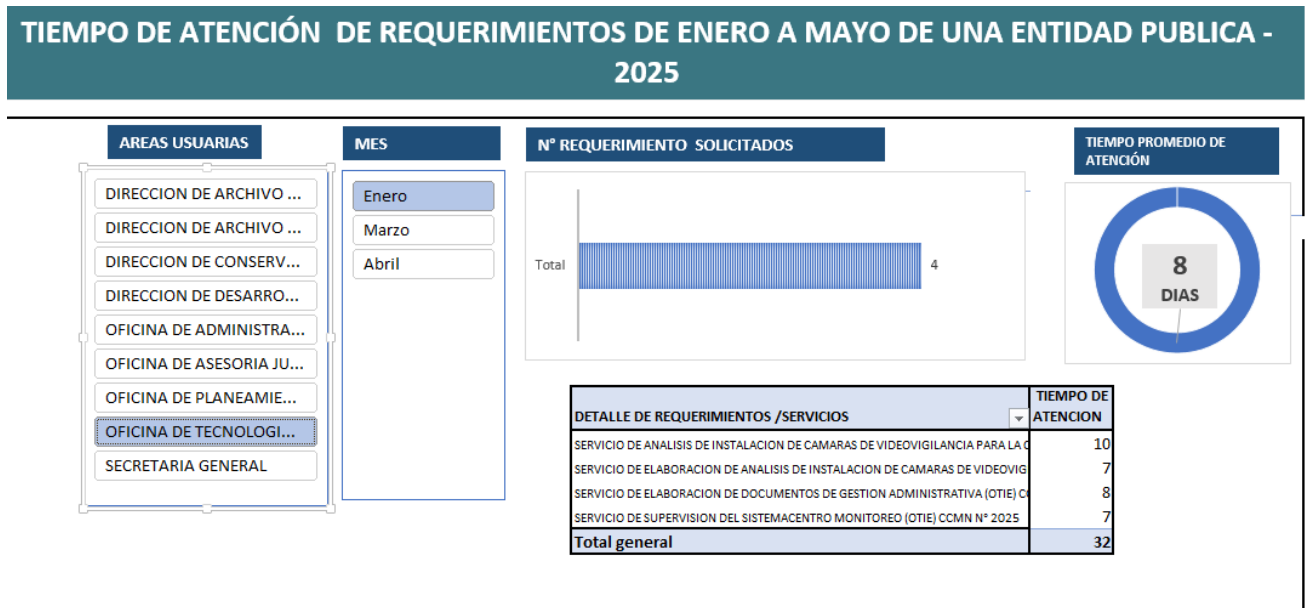 TIEMPO DE ATENCIÓN DE REQUERIMIENTOS DE ENERO A MAYO DE UNA ENTIDAD PUBLICA -
2025
AREAS USUARIAS
DIRECCION DE ARCHIVO ...
DIRECCION DE ARCHIVO ...
DIRECCION DE CONSERV...
DIRECCION DE DESARRO...
OFICINA DE ADMINISTRA...
OFICINA DE ASESORIA JU...
OFICINA DE PLANEAMIE...
OFICINA DE TECNOLOGI...
SECRETARIA GENERAL
MES
Enero
Marzo
Abril
N° REQUERIMIENTO SOLICITADOS
Total 4
TIEMPO PROMEDIO DE
ATENCIÓN
8
DIAS
DETALLE DE REQUERIMIENTOS /SERVICIOS TIEMPO DE
ATENCION
SERVICIO DE ANALISIS DE INSTALACION DE CAMARAS DE VIDEOVIGILANCIA PARA LA 10
SERVICIO DE ELABORACION DE ANALISIS DE INSTALACION DE CAMARAS DE VIDEOVIG 7
SERVICIO DE ELABORACION DE DOCUMENTOS DE GESTION ADMINISTRATIVA (OTIE) 8
SERVICIO DE SUPERVISION DEL SISTEMACENTRO MONITOREO (OTIE) CCMN N° 2025 7
Total general 32